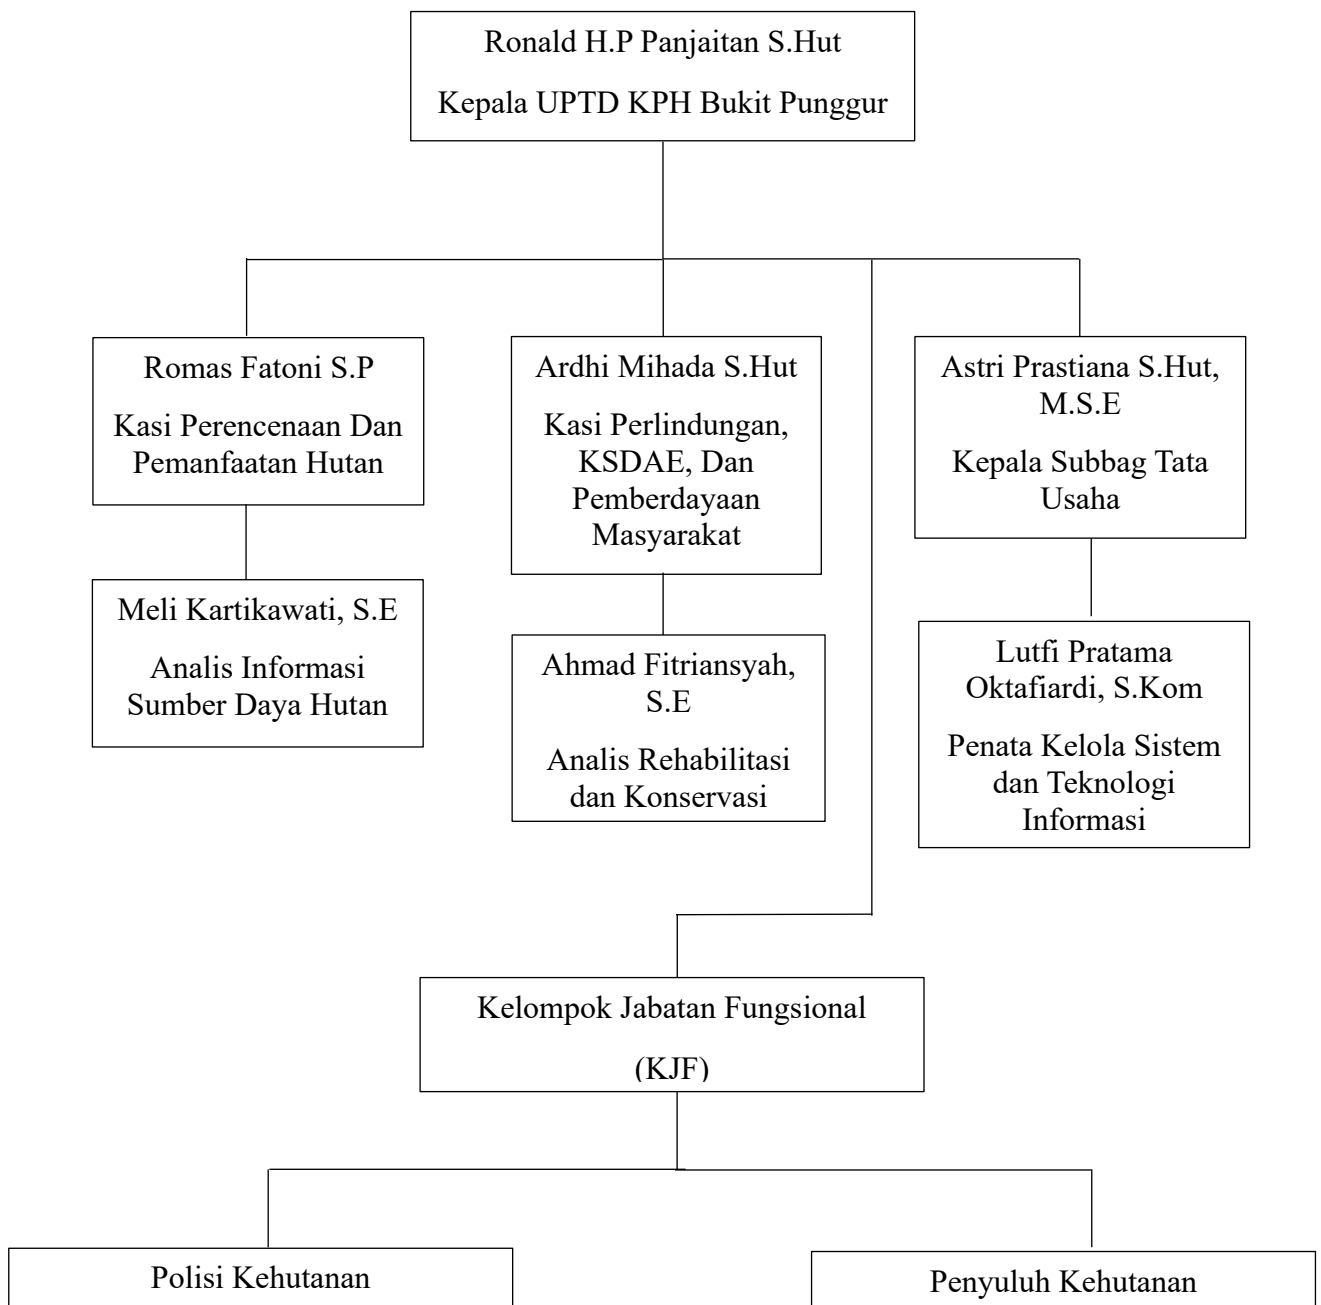 Ronald H.P Panjaitan S.Hut
Kepala UPTD KPH Bukit Punggur
Romas Fatoni S.P
Kasi Perencenaan Dan
Pemanfaatan Hutan
Ardhi Mihada S.Hut
Kasi Perlindungan,
KSDAE, Dan
Pemberdayaan
Masyarakat
Astri Prastiana S.Hut,
M.S.E
Kepala Subbag Tata
Usaha
Meli Kartikawati, S.E
Analis Informasi
Sumber Daya Hutan
Ahmad Fitriansyah,
S.E
Analis Rehabilitasi
dan Konservasi
Lutfi Pratama
Oktafiardi, S.Kom
Penata Kelola Sistem
dan Teknologi
Informasi
Kelompok Jabatan Fungsional
(KJF)
Polisi Kehutanan
Penyuluh Kehutanan